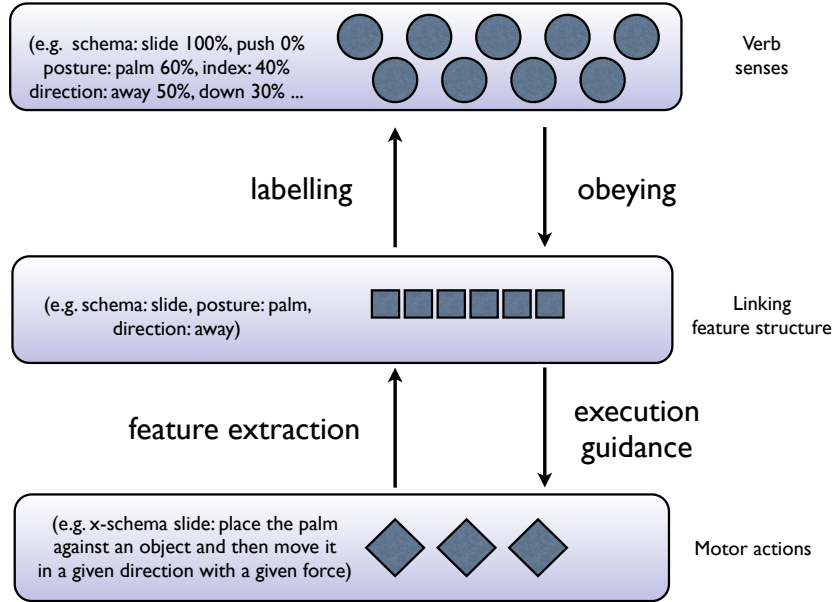 (e.g. schema: slide 100%, push 0%
posture: palm 60%, index: 40%
direction: away 50%, down 30% ...
Verb
senses
labelling
obeying
(e.g. schema: slide, posture: palm,
direction: away)
Linking
feature structure
feature extraction
execution
guidance
(e.g. x-schema slide: place the palm
against an object and then move it
in a given direction with a given force)
Motor actions